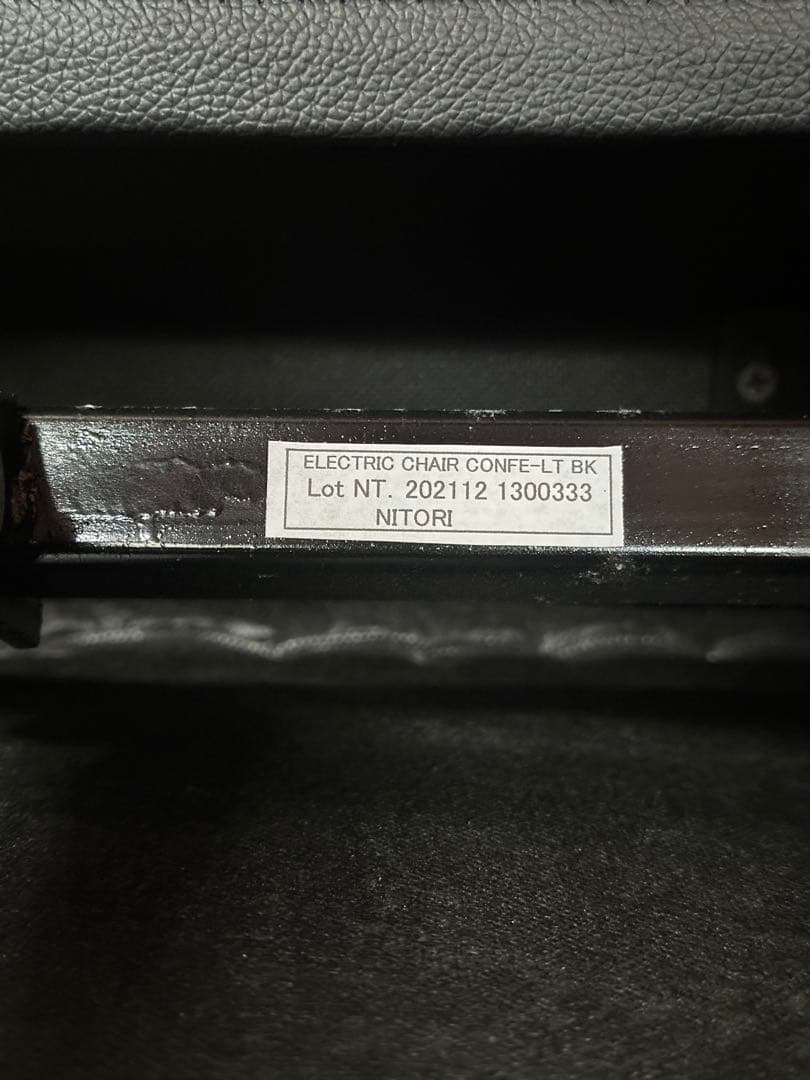 ELECTRIC CHAIR CONFE-LT BK
Lot NT. 202112 1300333
NITORI